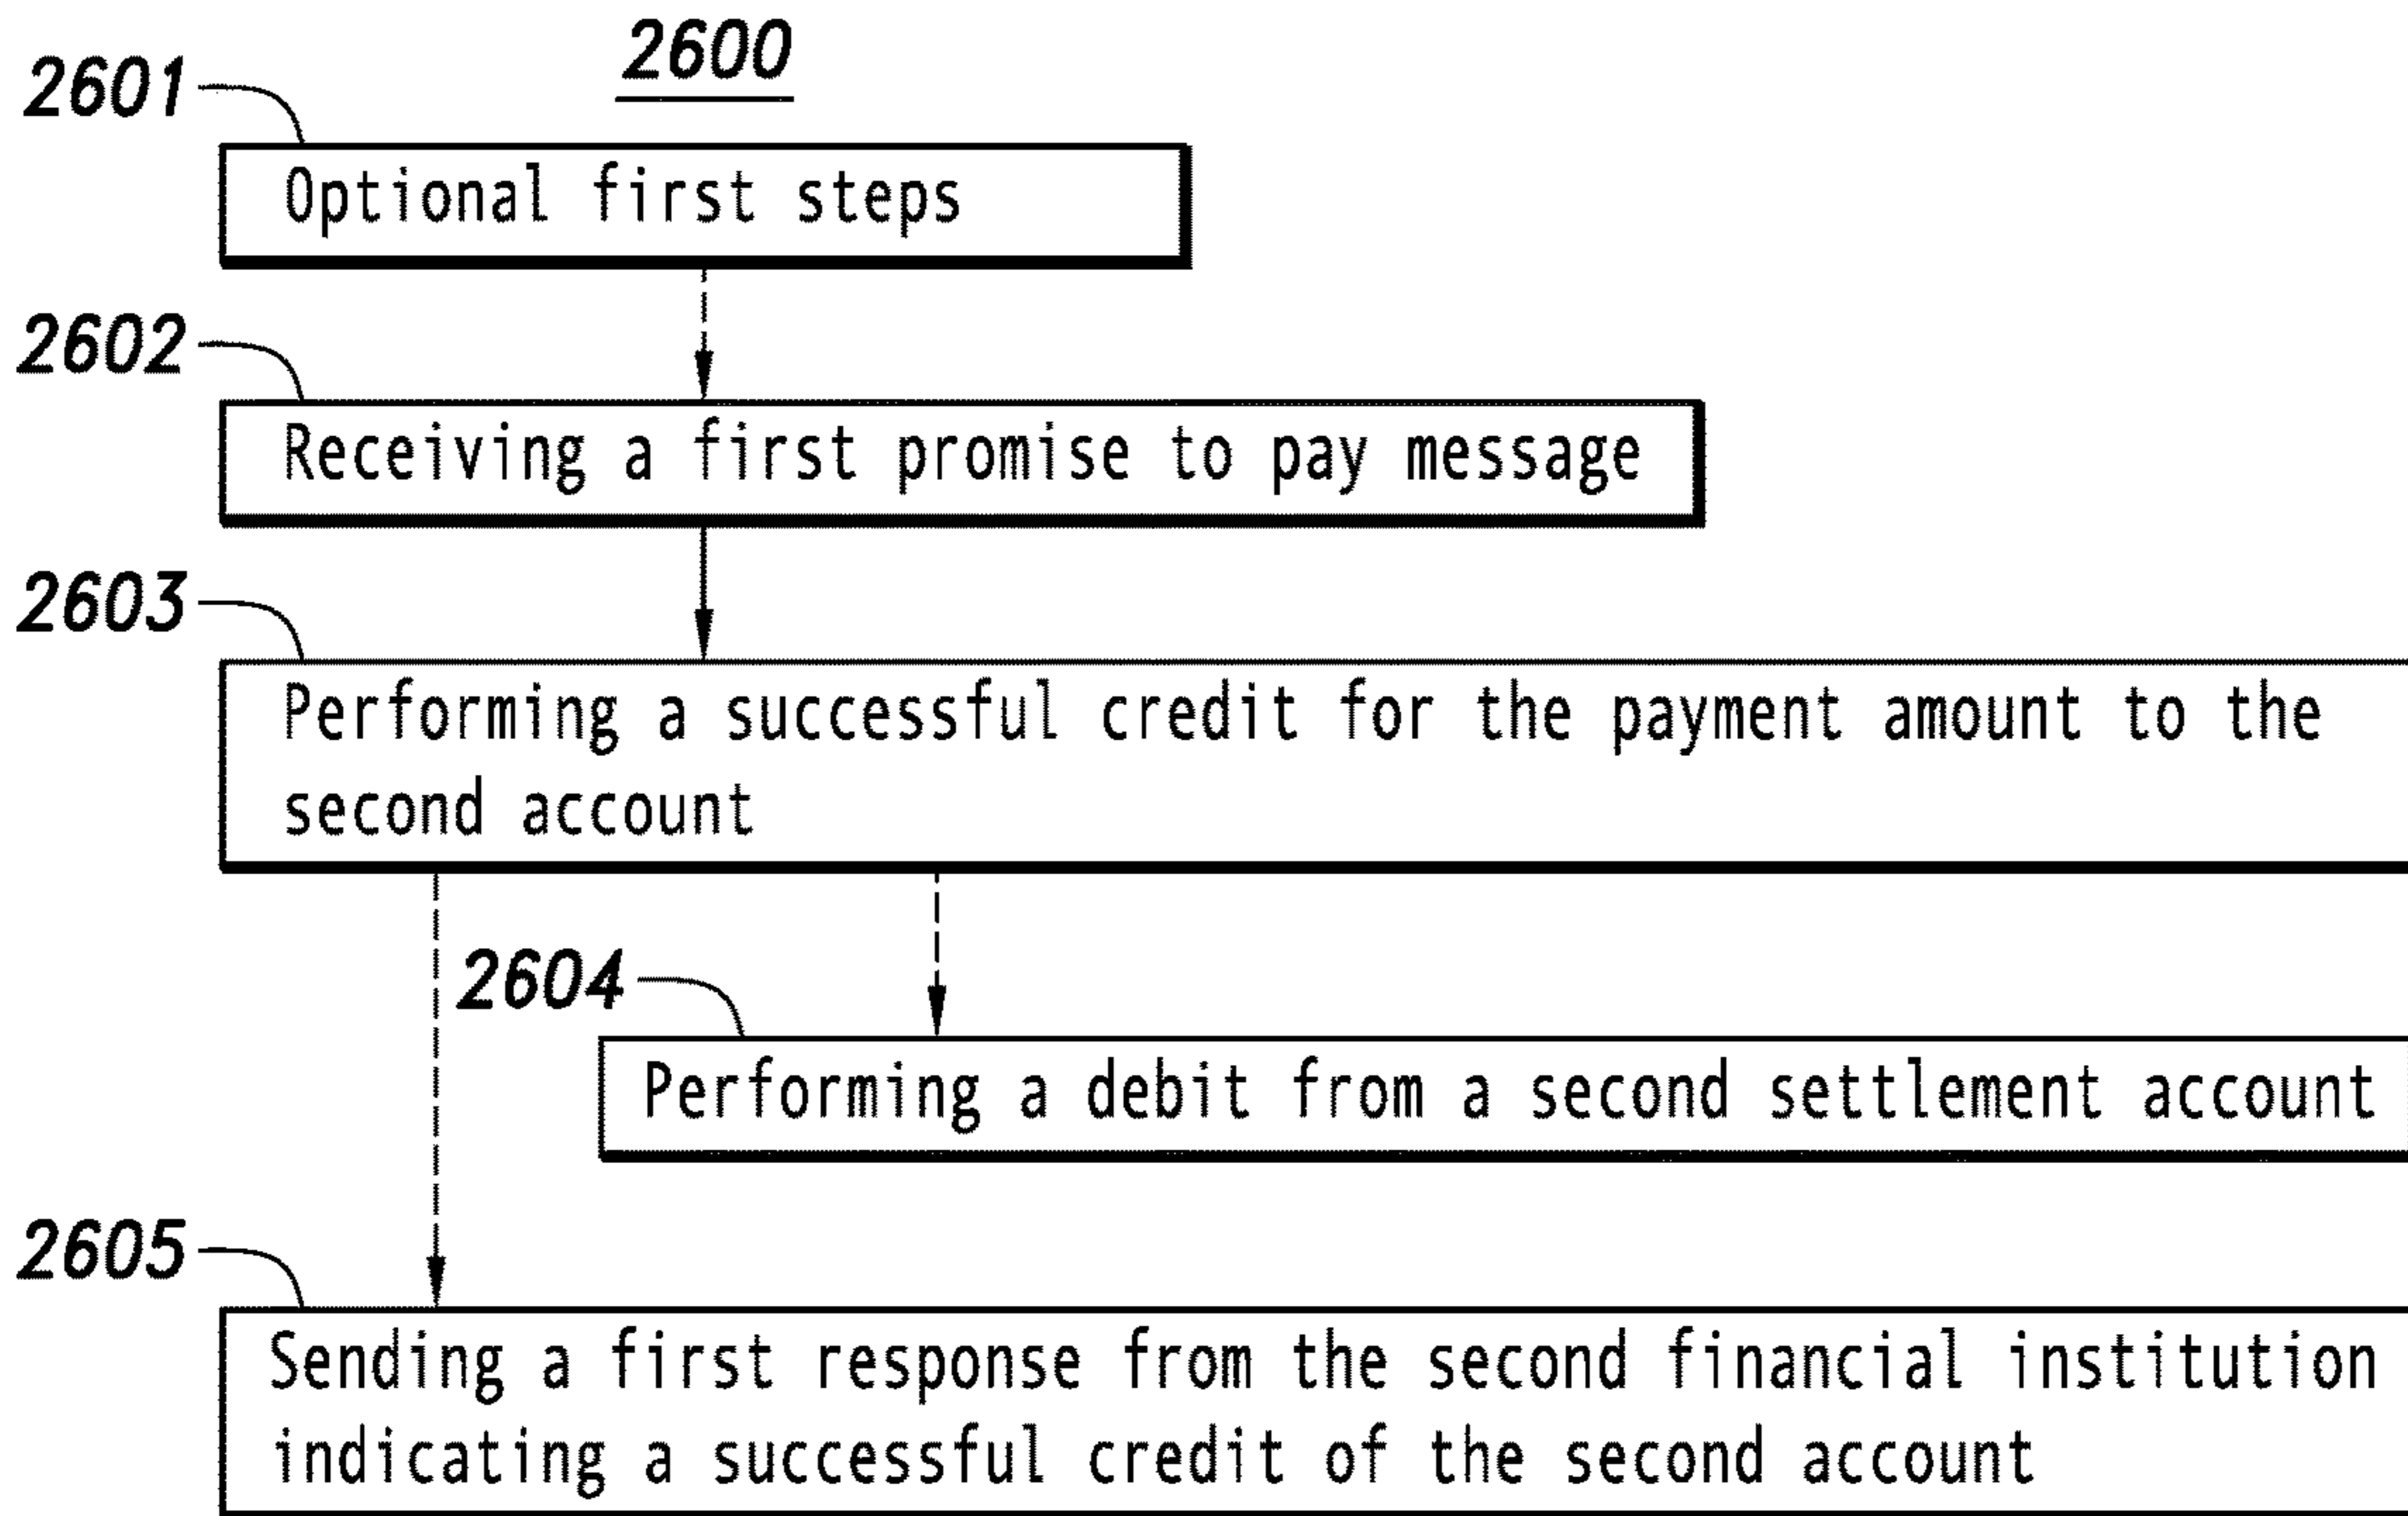 2600
2601
Optional first steps
2602
Receiving a first promise to pay message
2603
Performing a successful credit for the payment amount to the
second account
2604
Performing a debit from a second settlement account
2605
Sending a first response from the second financial institution
indicating a successful credit of the second account